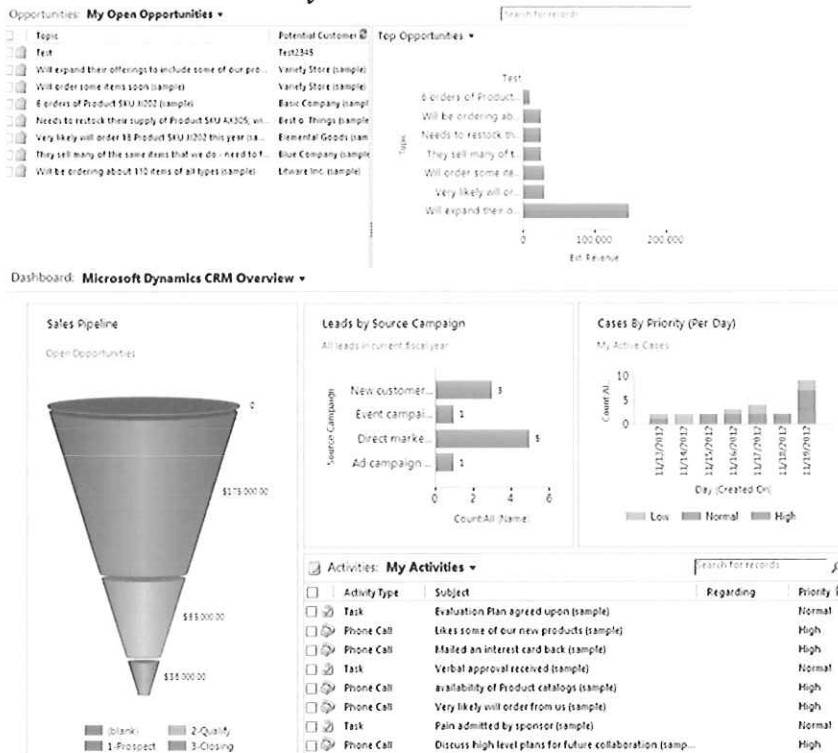 Opportunities: My Open Opportunities
Search for records
Topic Potential Customer
Test Test2345
Will expand their offerings to include some of our pro... Variety Store (sample)
Will order some items soon (sample) Variety Store (sample)
6 orders of Product SKU JJ202 (sample) Basic Company (sampl
Needs to restock their supply of Product SKU AX305; wi... Best o Things (sample
Very likely will order 18 Product SKU JJ202 this year (sa... Elemental Goods (sam
They sell many of the same items that we do - need to f... Blue Company (sample
Will be ordering about 110 items of all types (sample) Litware Inc. (sample)
Top Opportunities
Topic
Test
6 orders of Product...
Will be ordering ab...
Needs to restock th...
They sell many of t...
Will order some ite...
Very likely will or...
Will expand their o...
0 100,000 200,000
Est. Revenue
Dashboard: Microsoft Dynamics CRM Overview
Sales Pipeline
Open Opportunities
0
(blank) 2-Qualify
1-Prospect 3-Closing
Leads by Source Campaign
All leads in current fiscal year
Source Campaign
New customer... 3
Event campai... 1
Direct marke... 5
Ad campaign... 1
0 2 4 6
Count:All (Name)
Cases By Priority (Per Day)
My Active Cases
Count:Al...
10
5
0
11/13/2012
11/14/2012
11/15/2012
11/16/2012
11/17/2012
11/18/2012
11/19/2012
Day (Created On)
Low Normal High
Activities: My Activities
Search for records
Activity Type Subject Regarding Priority
Task Evaluation Plan agreed upon (sample) Normal
Phone Call Likes some of our new products (sample) High
Phone Call Mailed an interest card back (sample) High
Task Verbal approval received (sample) Normal
Phone Call availability of Product catalogs (sample) High
Phone Call Very likely will order from us (sample) High
Task Pain admitted by sponsor (sample) Normal
Phone Call Discuss high level plans for future collaboration (samp... High